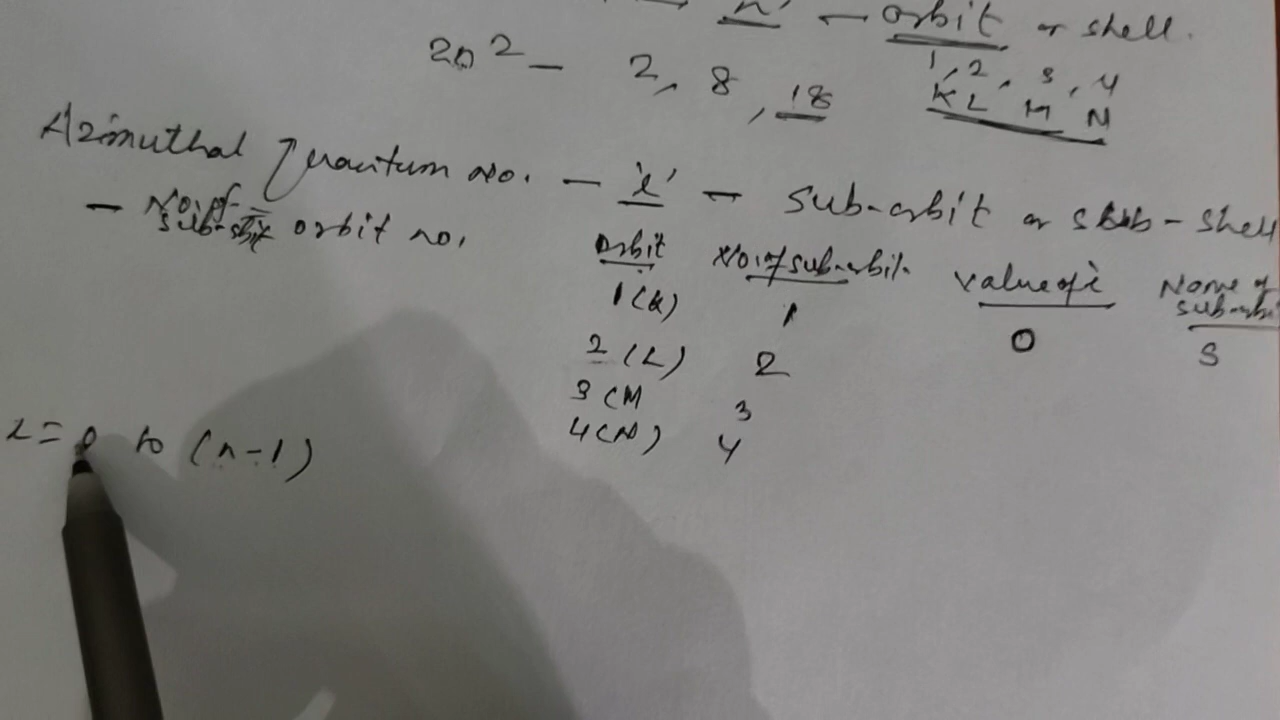 'n' — orbit or shell.
2n² — 2, 8, 18
1, 2, 3, 4
K L M N
Azimuthal Quantum no. — 'l' — sub-orbit or sub-shell
— No. of sub- orbit no.
orbit No. of sub-orbit. Value of l Name of sub-orbi
1 (K) 1 0 S
2 (L) 2
3 (M 3
4 (N) 4
l = 0 to (n-1)